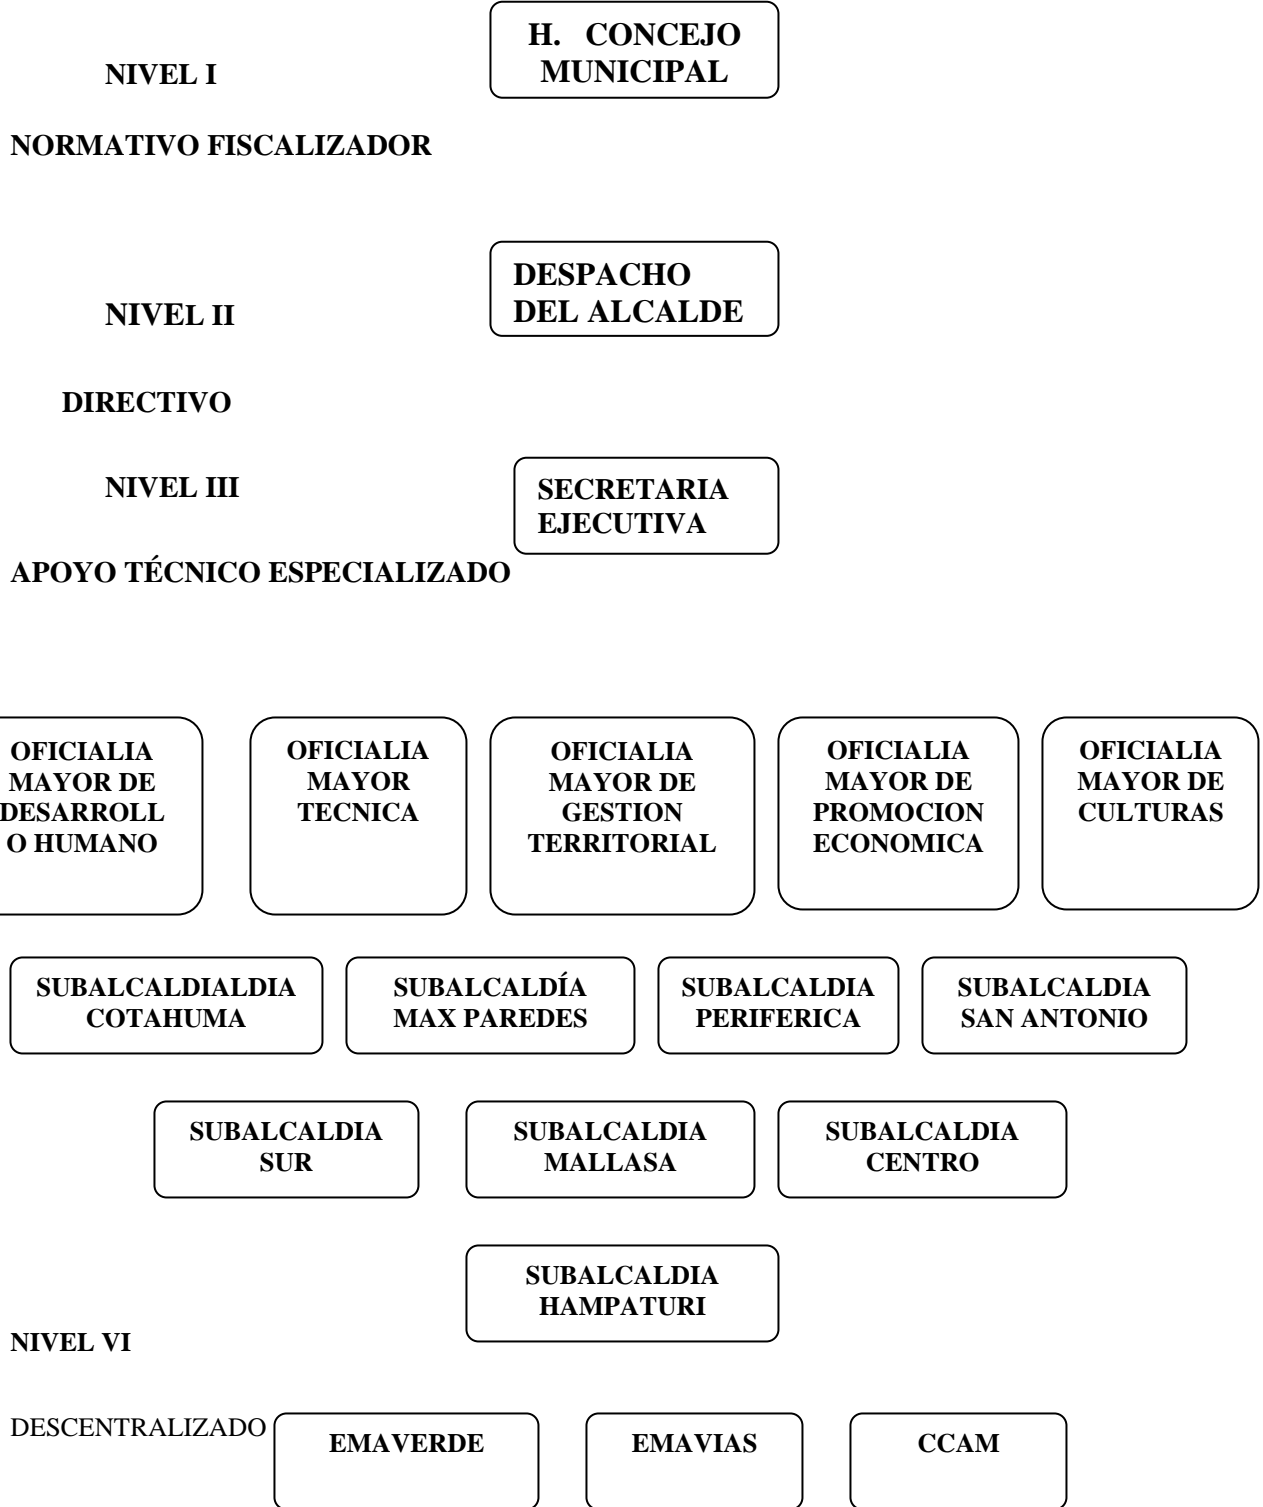 H. CONCEJO
MUNICIPAL
NIVEL I
NORMATIVO FISCALIZADOR
DESPACHO
DEL ALCALDE
NIVEL II
DIRECTIVO
NIVEL III
SECRETARIA
EJECUTIVA
APOYO TÉCNICO ESPECIALIZADO
OFICIALIA
MAYOR DE
DESARROLL
O HUMANO
OFICIALIA
MAYOR
TECNICA
OFICIALIA
MAYOR DE
GESTION
TERRITORIAL
OFICIALIA
MAYOR DE
PROMOCION
ECONOMICA
OFICIALIA
MAYOR DE
CULTURAS
SUBALCALDIALDIA
COTAHUMA
SUBALCALDÍA
MAX PAREDES
SUBALCALDIA
PERIFERICA
SUBALCALDIA
SAN ANTONIO
SUBALCALDIA
SUR
SUBALCALDIA
MALLASA
SUBALCALDIA
CENTRO
SUBALCALDIA
HAMPATURI
NIVEL VI
DESCENTRALIZADO
EMAVERDE
EMAVIAS
CCAM